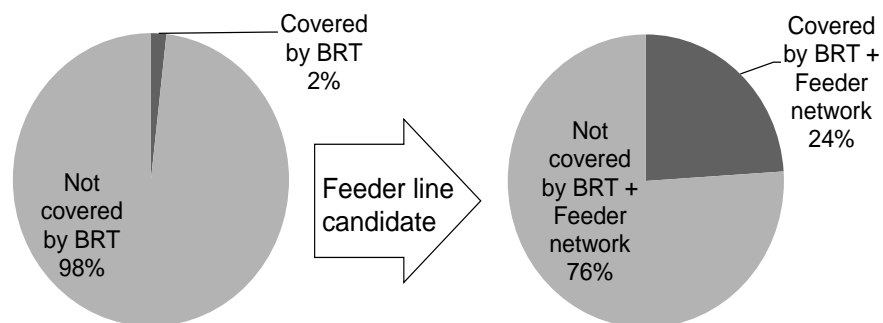 Covered
by BRT
2%
Not
covered
by BRT
98%
Feeder line
candidate
Covered
by BRT +
Feeder
network
24%
Not
covered
by BRT +
Feeder
network
76%